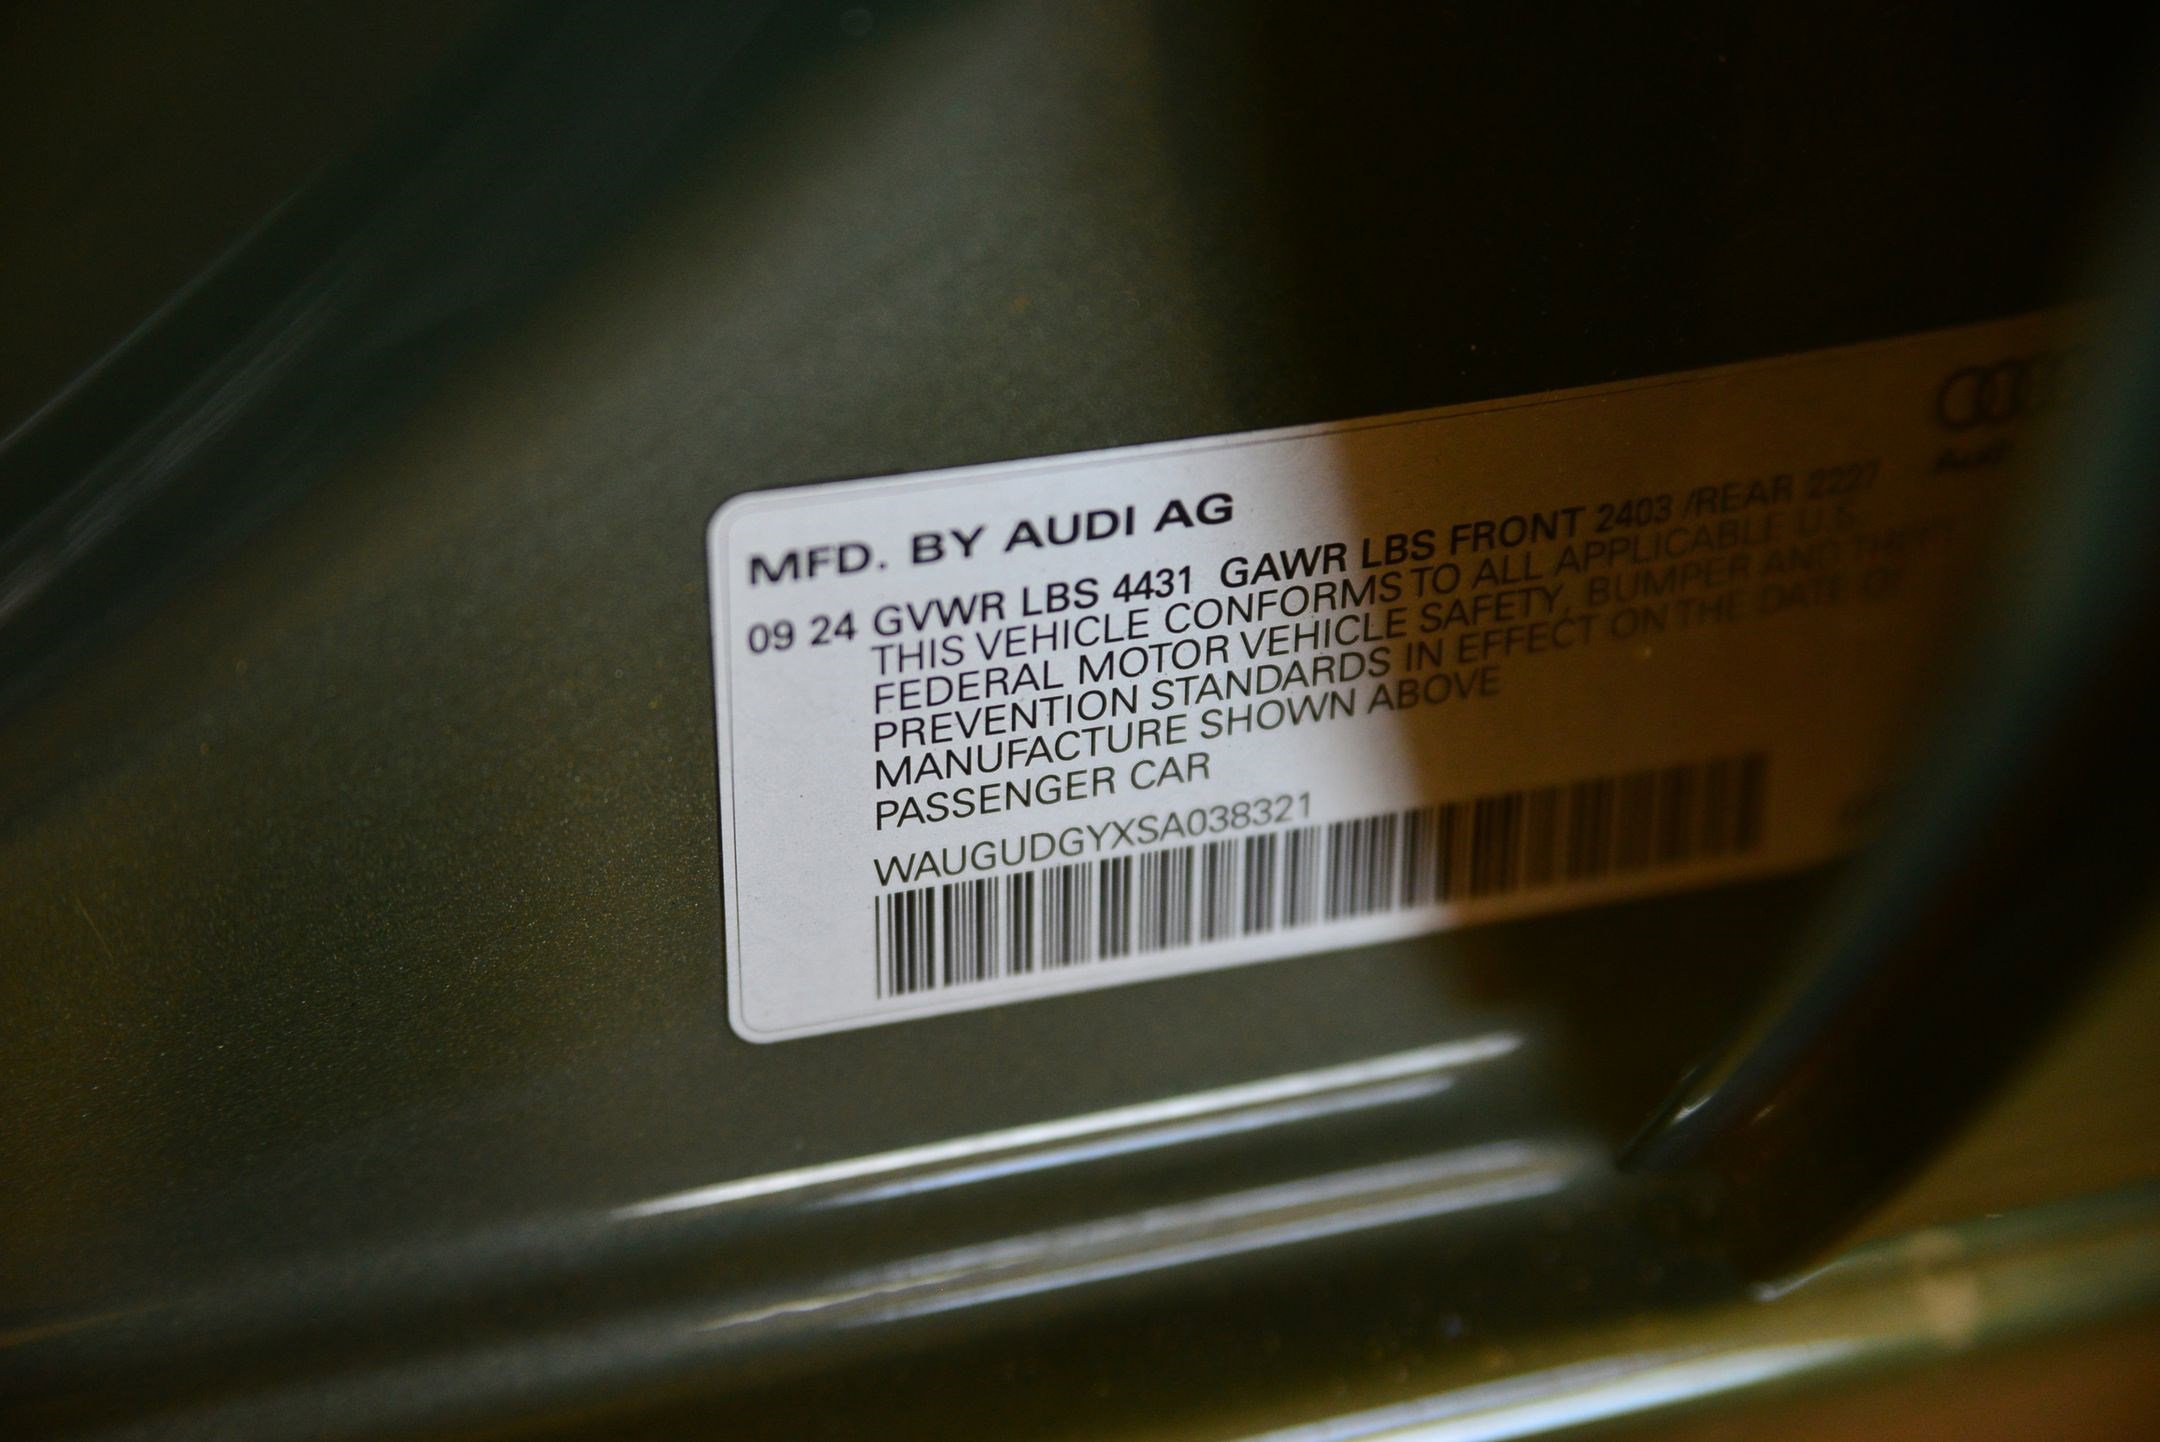 MFD. BY AUDI AG
Audi
09 24 GVWR LBS 4431 GAWR LBS FRONT 2403 /REAR 2227
THIS VEHICLE CONFORMS TO ALL APPLICABLE U.S.
FEDERAL MOTOR VEHICLE SAFETY, BUMPER AND THEFT
PREVENTION STANDARDS IN EFFECT ON THE DATE OF
MANUFACTURE SHOWN ABOVE
PASSENGER CAR
WAUGUDGYXSA038321